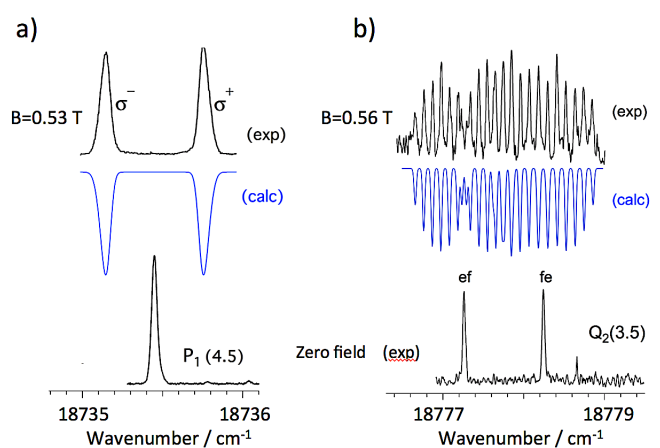 a)
B=0.53 T
σ⁻
σ⁺
(exp)
(calc)
P₁ (4.5)
18735
18736
Wavenumber / cm⁻¹
b)
B=0.56 T
(exp)
(calc)
ef
fe
Q₂(3.5)
Zero field (exp)
18777
18779
Wavenumber / cm⁻¹